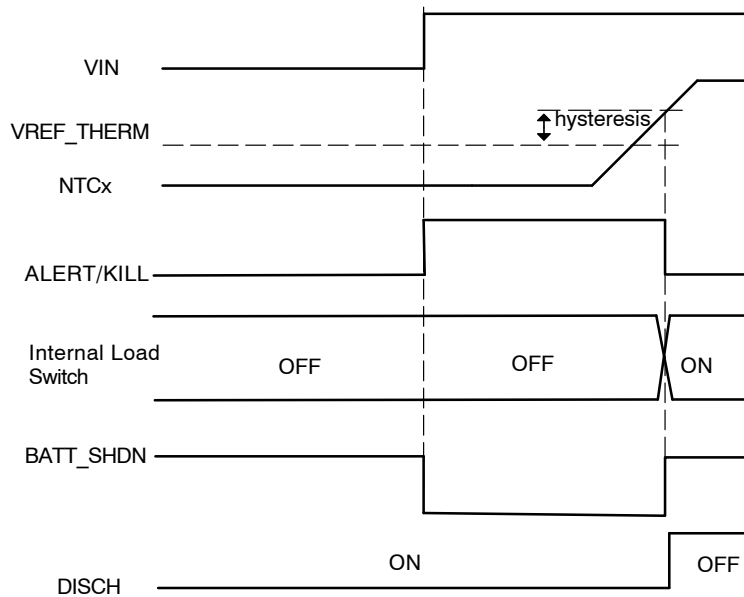 VIN
hysteresis
VREF_THERM
NTCx
ALERT/KILL
Internal Load
Switch
OFF
OFF
ON
BATT_SHDN
ON
OFF
DISCH